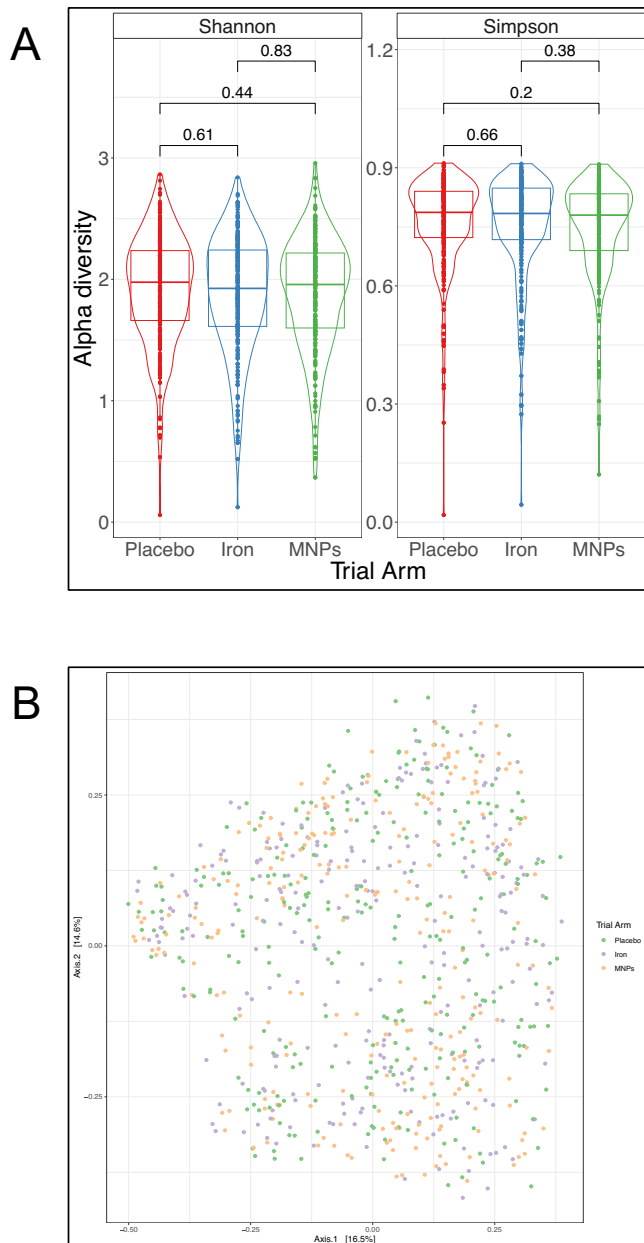 A
Shannon
Simpson
0.83
0.44
0.61
0.38
0.2
0.66
Alpha diversity
3
2
1
0
1.2
0.9
0.6
0.3
0.0
Placebo Iron MNPs
Placebo Iron MNPs
Trial Arm
B
Axis.2 [14.6%]
0.25
0.00
−0.25
−0.50 −0.25 0.00 0.25
Axis.1 [16.5%]
Trial Arm
Placebo
Iron
MNPs